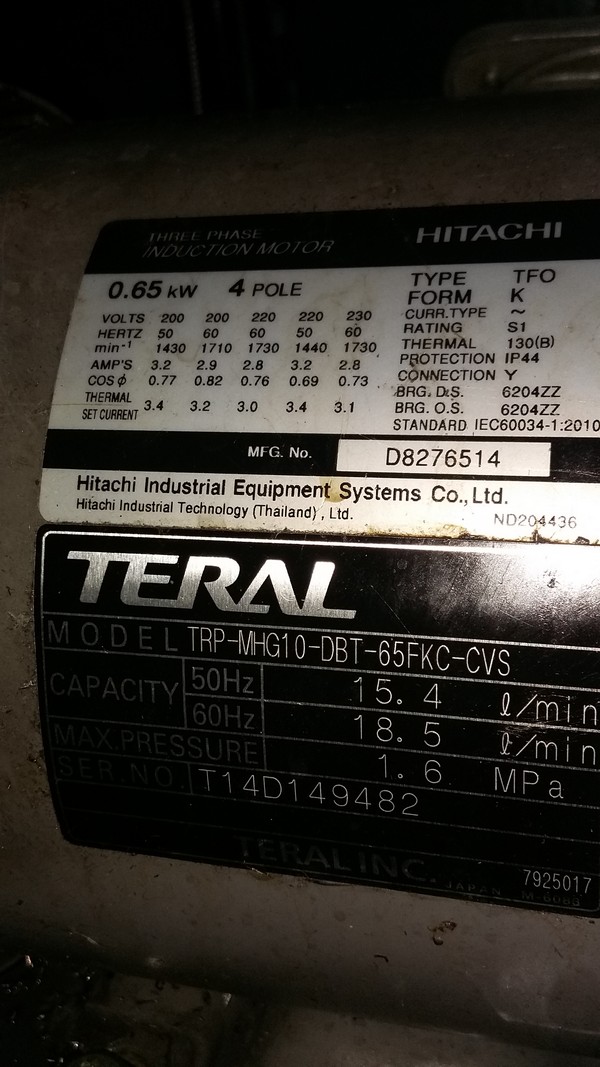 THREE PHASE
INDUCTION MOTOR
HITACHI
0.65 kW 4 POLE
VOLTS 200 200 220 220 230
HERTZ 50 60 60 50 60
min⁻¹ 1430 1710 1730 1440 1730
AMP'S 3.2 2.9 2.8 3.2 2.8
COS ϕ 0.77 0.82 0.76 0.69 0.73
THERMAL
SET CURRENT 3.4 3.2 3.0 3.4 3.1
TYPE TFO
FORM K
CURR.TYPE ~
RATING S1
THERMAL 130(B)
PROTECTION IP44
CONNECTION Y
BRG. D.S. 6204ZZ
BRG. O.S. 6204ZZ
STANDARD IEC60034-1:2010
MFG. No. D8276514
Hitachi Industrial Equipment Systems Co., Ltd.
Hitachi Industrial Technology (Thailand) , Ltd.
ND204436
TERAL
MODEL TRP-MHG10-DBT-65FKC-CVS
CAPACITY 50Hz 15.4 ℓ/min
60Hz 18.5 ℓ/min
MAX.PRESSURE 1.6 MPa
SER.NO. T14D149482
TERAL INC.
JAPAN
7925017